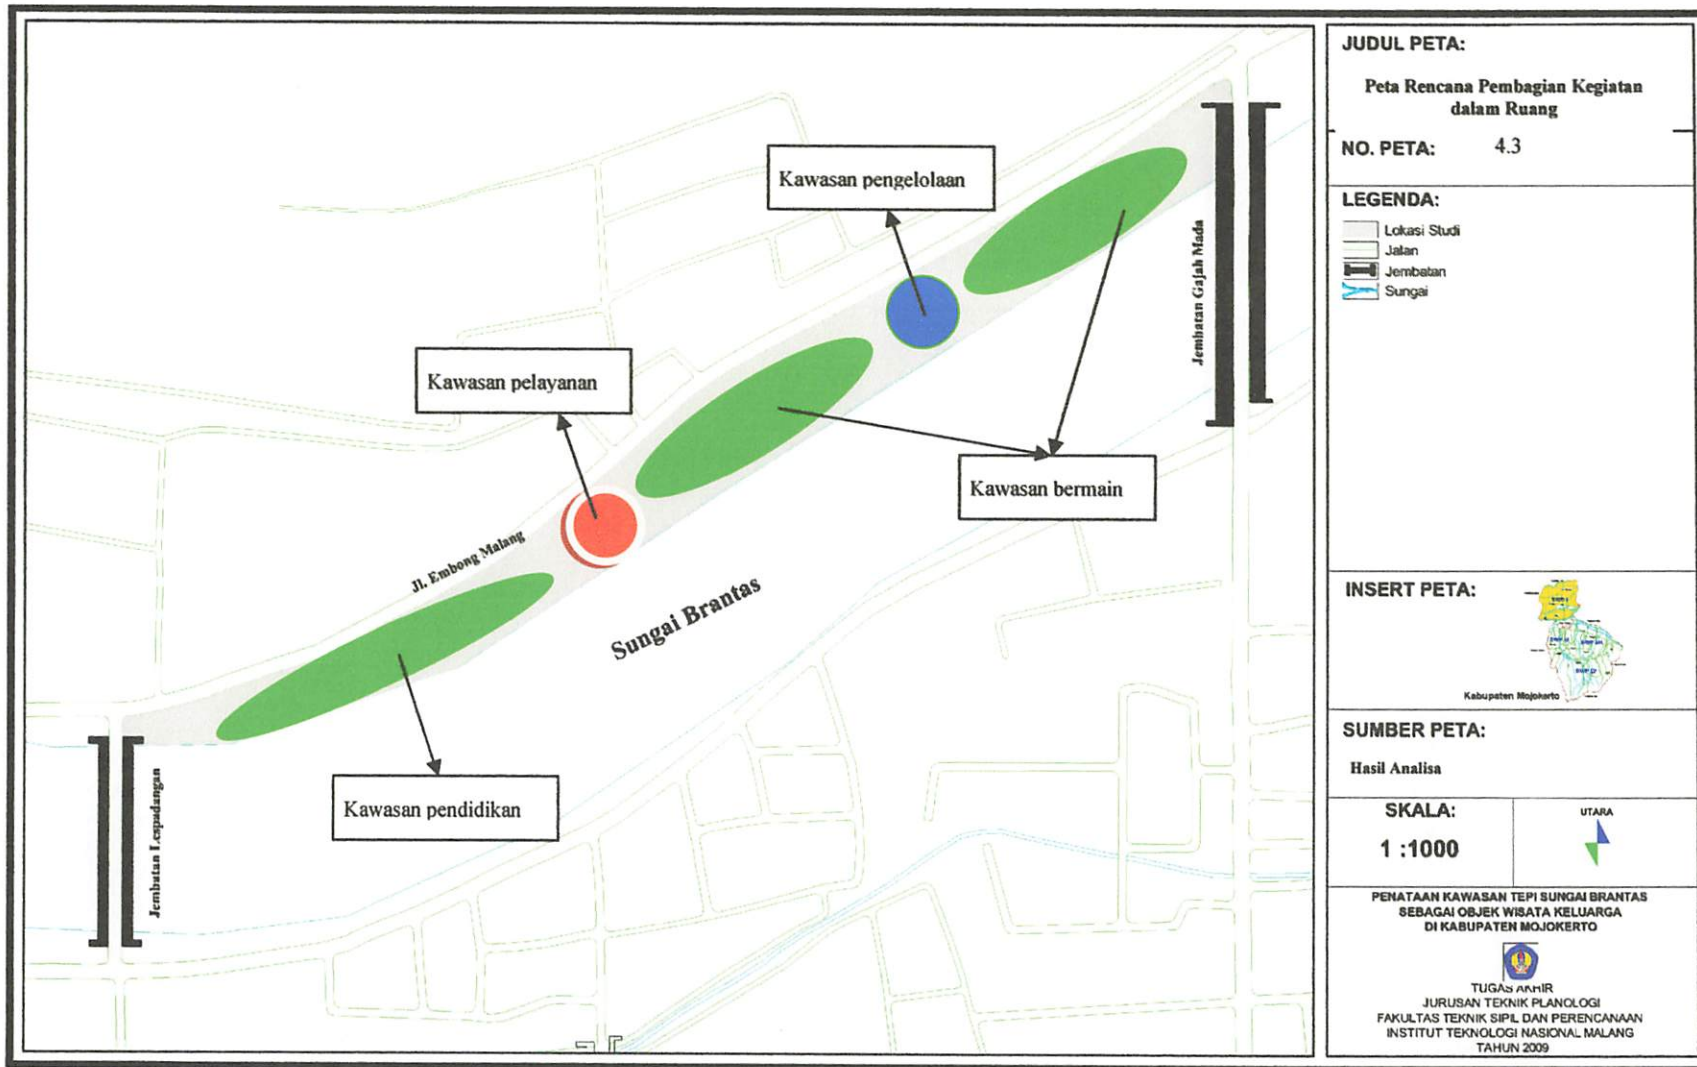 Kawasan pengelolaan
Kawasan pelayanan
Kawasan bermain
Kawasan pendidikan
Jl. Embong Malang
Sungai Brantas
Jembatan Gajah Mada
Jembatan Lespadangan
JUDUL PETA:
Peta Rencana Pembagian Kegiatan
dalam Ruang
NO. PETA: 4.3
LEGENDA:
Lokasi Studi
Jalan
Jembatan
Sungai
INSERT PETA:
Kabupaten Mojokerto
SUMBER PETA:
Hasil Analisa
SKALA:
1 :1000
UTARA
PENATAAN KAWASAN TEPI SUNGAI BRANTAS
SEBAGAI OBJEK WISATA KELUARGA
DI KABUPATEN MOJOKERTO
TUGAS AKHIR
JURUSAN TEKNIK PLANOLOGI
FAKULTAS TEKNIK SIPIL DAN PERENCANAAN
INSTITUT TEKNOLOGI NASIONAL MALANG
TAHUN 2009